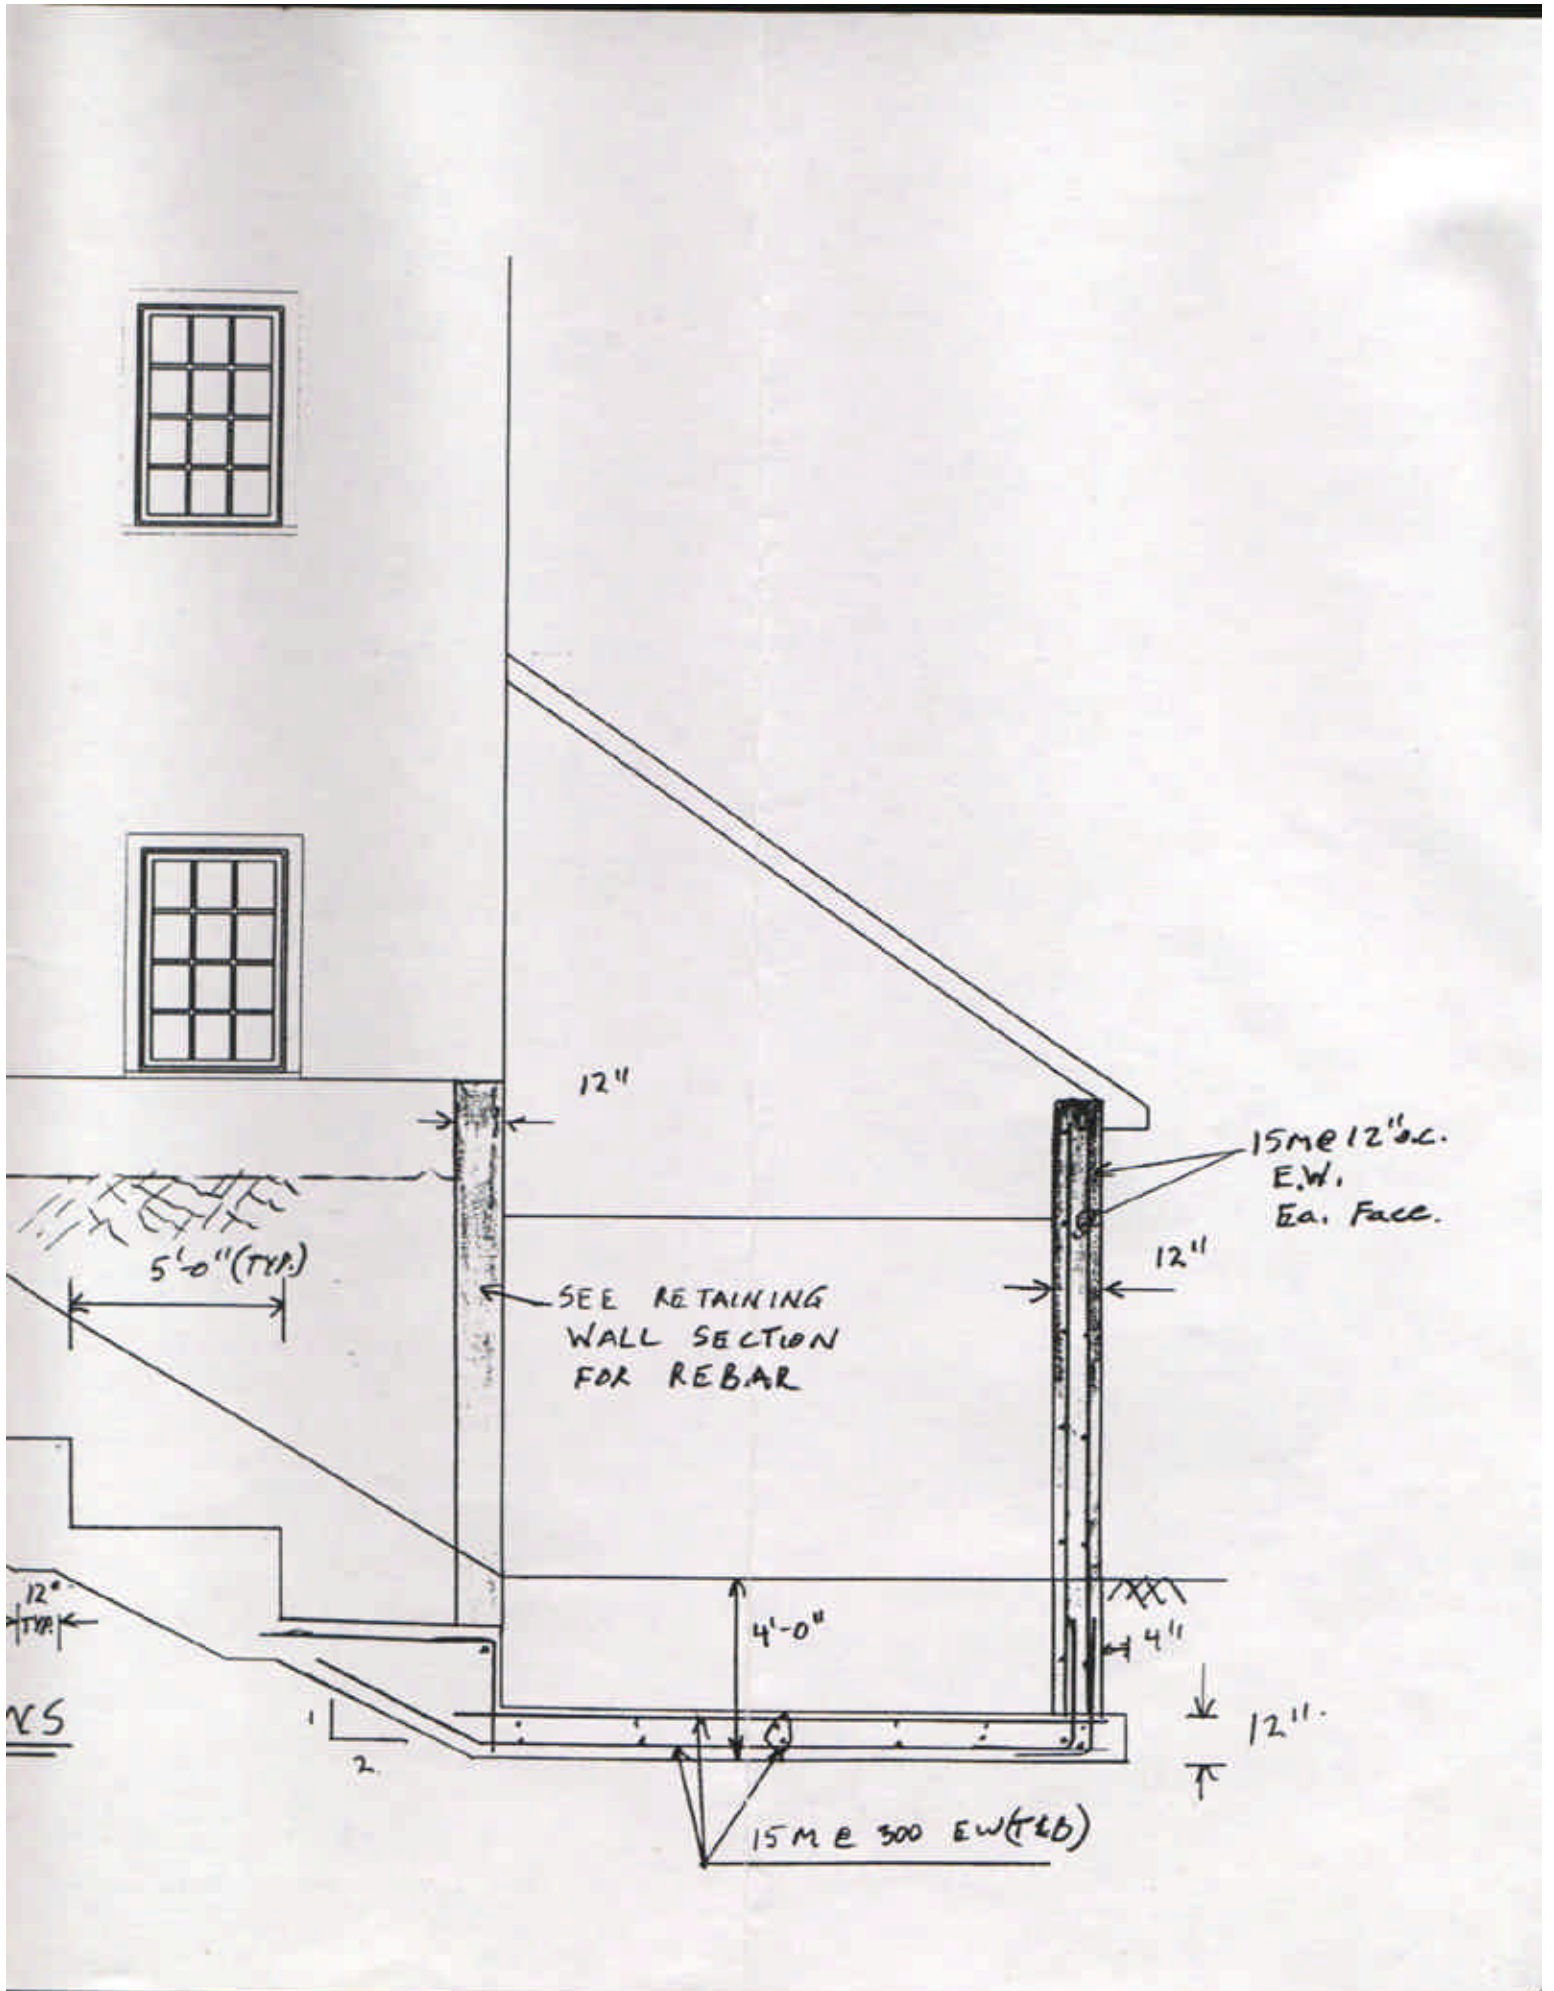 12"
15M@12"o.c.
E.W.
Ea. Face.
12"
5'-0"(TYP.)
SEE RETAINING
WALL SECTION
FOR REBAR
12"
TYP.
4'-0"
4"
NS
1
2.
12".
15M @ 300 EW(T&B)